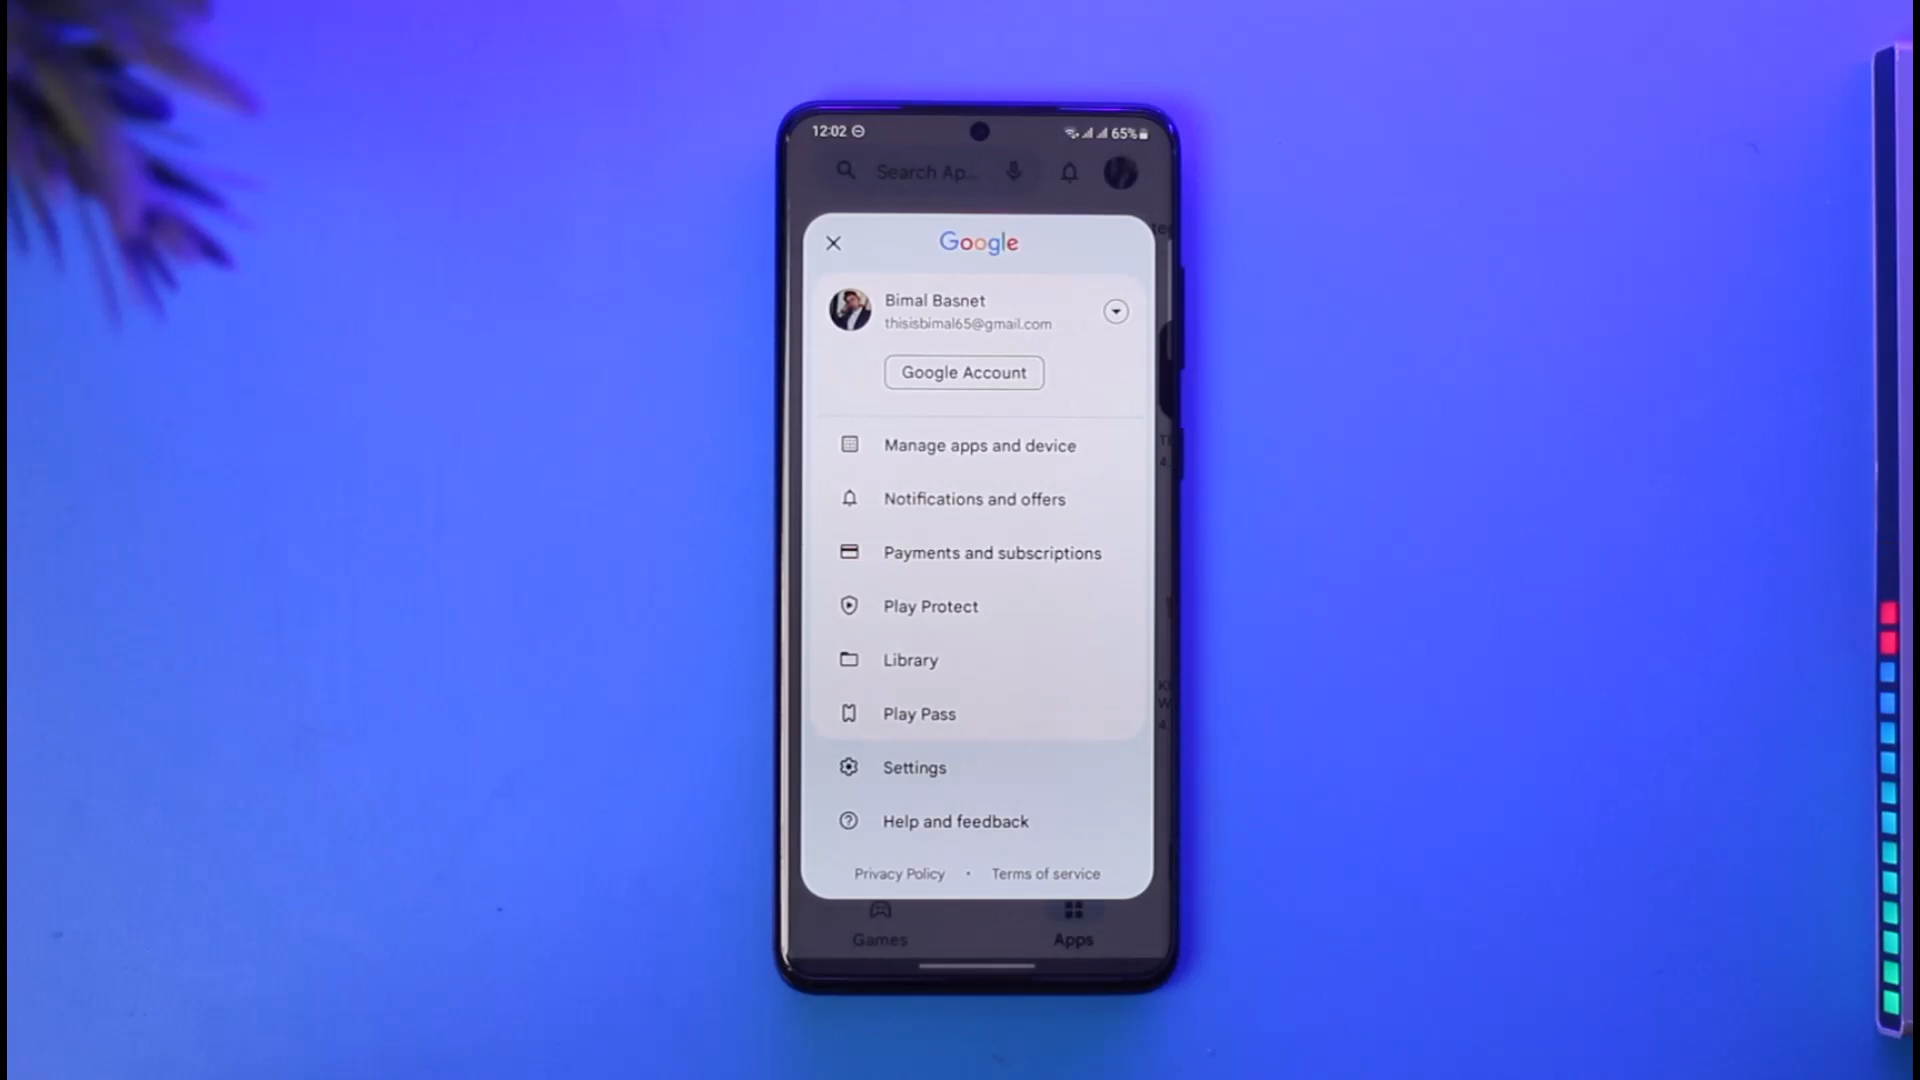 12:02
65%
Search Ap...
Google
Bimal Basnet
thisisbimal65@gmail.com
Google Account
Manage apps and device
Notifications and offers
Payments and subscriptions
Play Protect
Library
Play Pass
Settings
Help and feedback
Privacy Policy • Terms of service
Games
Apps